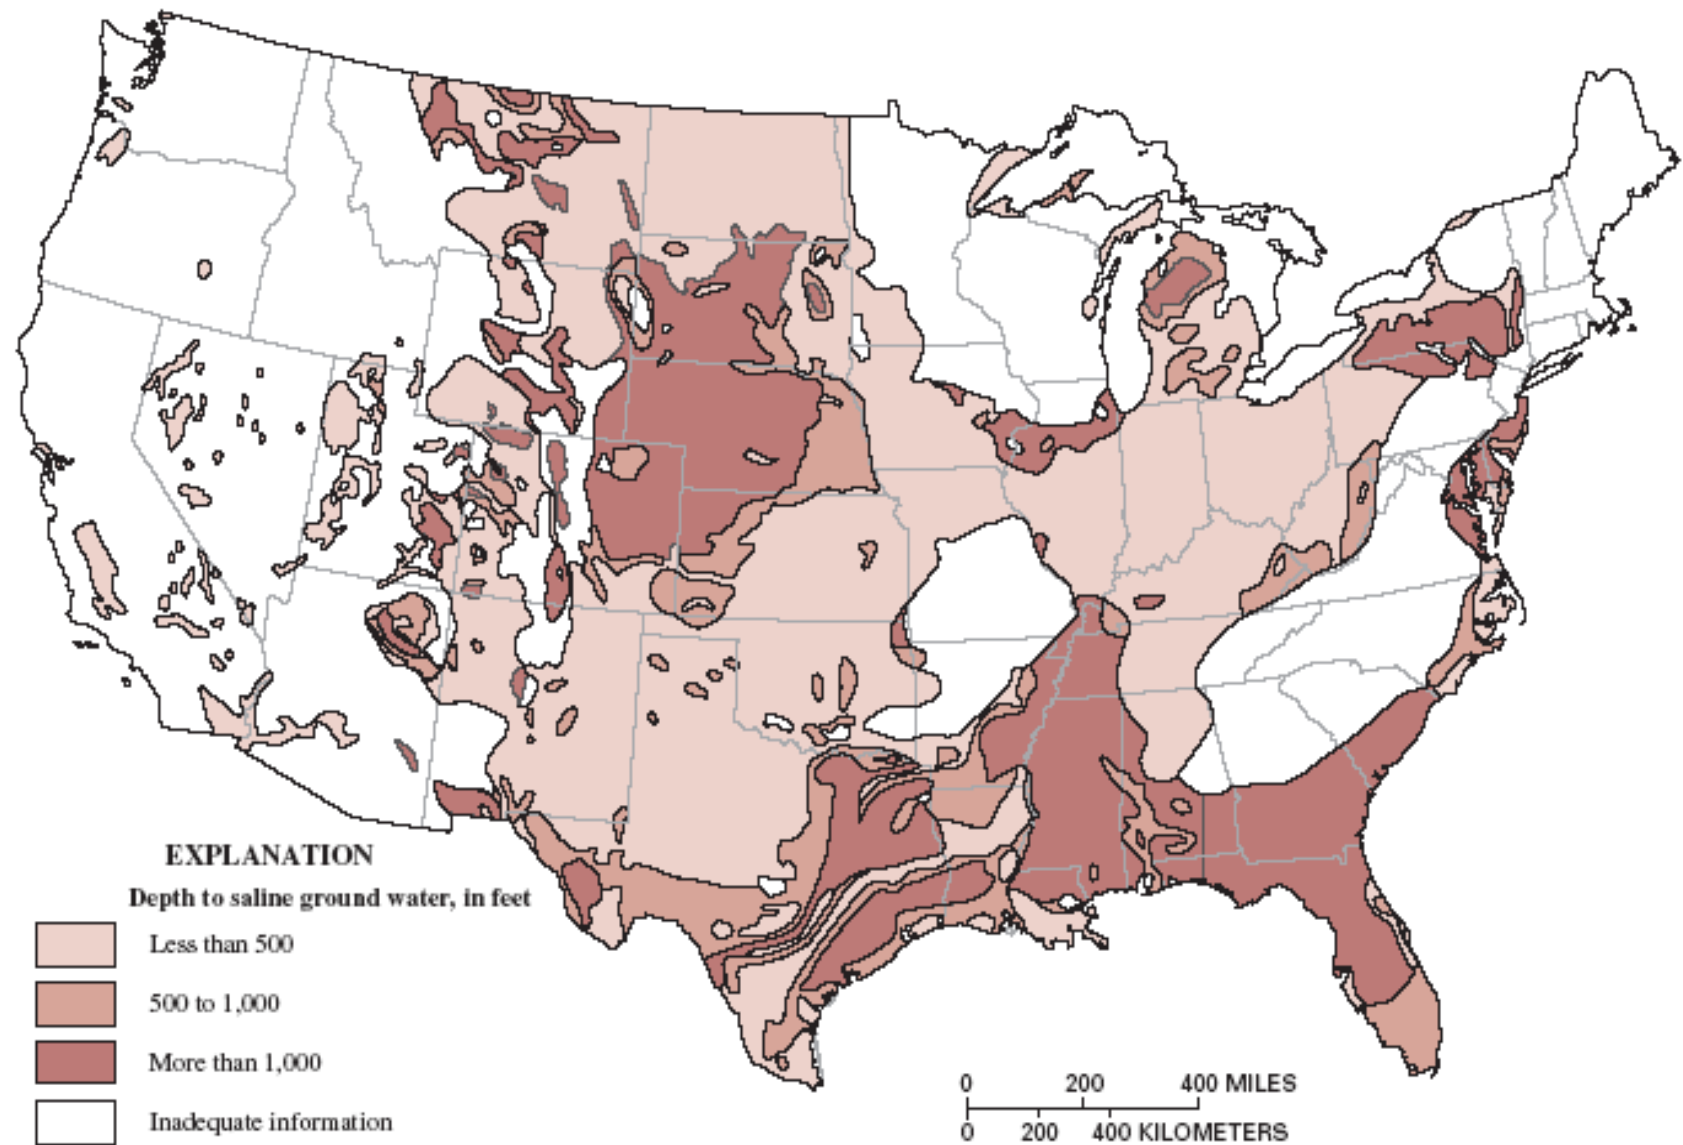 EXPLANATION
Depth to saline ground water, in feet
Less than 500
500 to 1,000
More than 1,000
Inadequate information
0 200 400 MILES
0 200 400 KILOMETERS